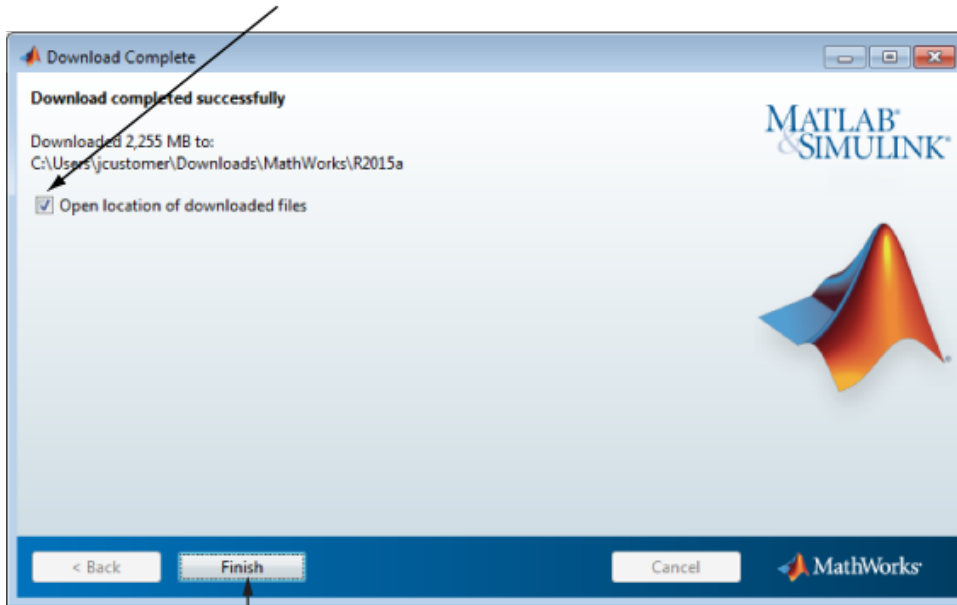 Download Complete
Download completed successfully
Downloaded 2,255 MB to:
C:\Users\jcustomer\Downloads\MathWorks\R2015a
Open location of downloaded files
MATLAB®
&SIMULINK®
®
< Back
Finish
Cancel
MathWorks®